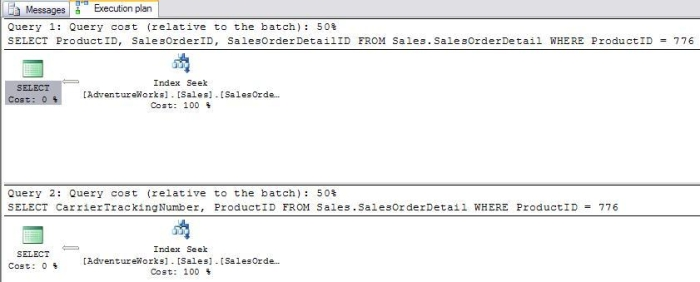 Messages Execution plan
Query 1: Query cost (relative to the batch): 50%
SELECT ProductID, SalesOrderID, SalesOrderDetailID FROM Sales.SalesOrderDetail WHERE ProductID = 776
SELECT
Cost: 0 %
Index Seek
[AdventureWorks].[Sales].[SalesOrde…
Cost: 100 %
Query 2: Query cost (relative to the batch): 50%
SELECT CarrierTrackingNumber, ProductID FROM Sales.SalesOrderDetail WHERE ProductID = 776
SELECT
Cost: 0 %
Index Seek
[AdventureWorks].[Sales].[SalesOrde…
Cost: 100 %